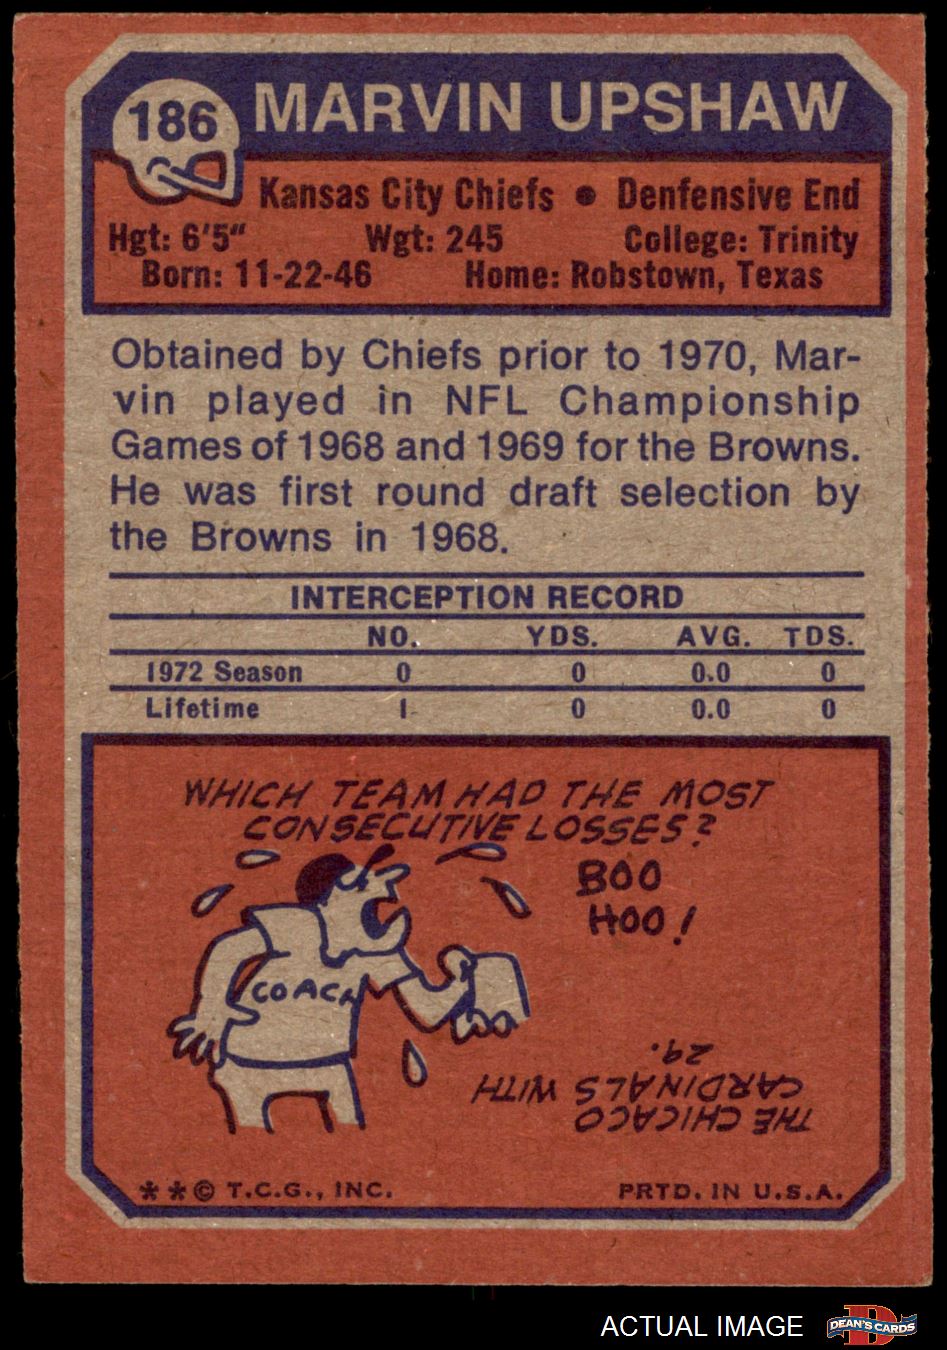 186
MARVIN UPSHAW
Kansas City Chiefs • Denfensive End
Hgt: 6'5" Wgt: 245 College: Trinity
Born: 11-22-46 Home: Robstown, Texas
Obtained by Chiefs prior to 1970, Mar-
vin played in NFL Championship
Games of 1968 and 1969 for the Browns.
He was first round draft selection by
the Browns in 1968.
INTERCEPTION RECORD
NO. YDS. AVG. TDS.
1972 Season 0 0 0.0 0
Lifetime 1 0 0.0 0
WHICH TEAM HAD THE MOST
CONSECUTIVE LOSSES?
BOO
HOO!
COACH
THE CHICAGO
CARDINALS WITH
29.
**© T.C.G., INC. PRTD. IN U.S.A.
ACTUAL IMAGE
DEAN'S CARDS